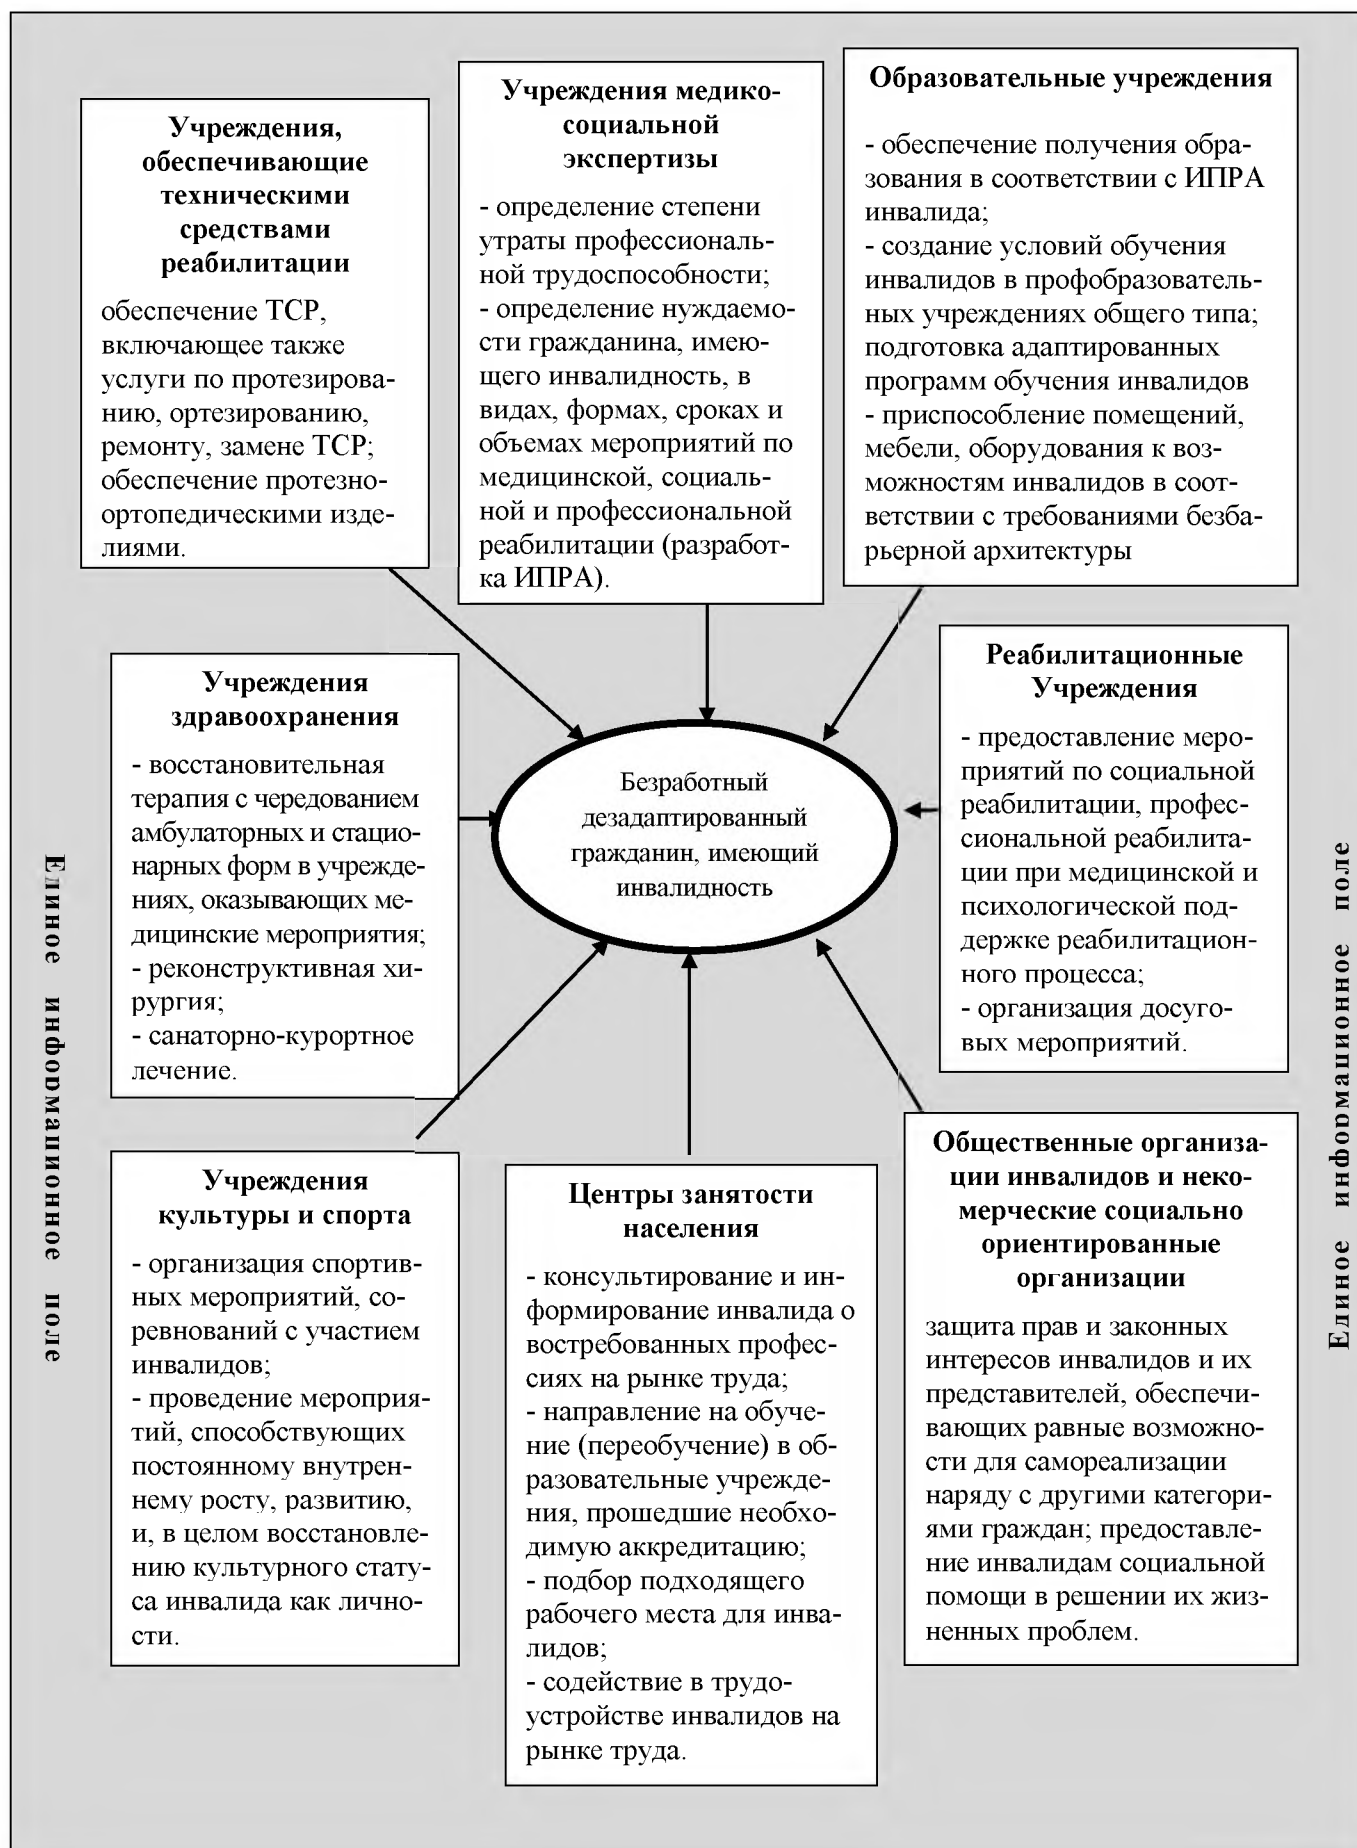 Учреждения,
обеспечивающие
техническими
средствами
реабилитации
обеспечение ТСР,
включающее также
услуги по протезирова-
нию, ортезированию,
ремонту, замене ТСР;
обеспечение протезно-
ортопедическими изде-
лиями.
Учреждения медико-
социальной
экспертизы
- определение степени
утраты профессиональ-
ной трудоспособности;
- определение нуждаемо-
сти гражданина, имею-
щего инвалидность, в
видах, формах, сроках и
объемах мероприятий по
медицинской, социаль-
ной и профессиональной
реабилитации (разработ-
ка ИПРА).
Образовательные учреждения
- обеспечение получения обра-
зования в соответствии с ИПРА
инвалида;
- создание условий обучения
инвалидов в профобразователь-
ных учреждениях общего типа;
подготовка адаптированных
программ обучения инвалидов
- приспособление помещений,
мебели, оборудования к воз-
можностям инвалидов в соот-
ветствии с требованиями безба-
рьерной архитектуры
Учреждения
здравоохранения
- восстановительная
терапия с чередованием
амбулаторных и стацио-
нарных форм в учрежде-
ниях, оказывающих ме-
дицинские мероприятия;
- реконструктивная хи-
рургия;
- санаторно-курортное
лечение.
Безработный
дезадаптированный
гражданин, имеющий
инвалидность
Реабилитационные
Учреждения
- предоставление меро-
приятий по социальной
реабилитации, профес-
сиональной реабилита-
ции при медицинской и
психологической под-
держке реабилитацион-
ного процесса;
- организация досуго-
вых мероприятий.
Единое информационное поле
Единое информационное поле
Учреждения
культуры и спорта
- организация спортив-
ных мероприятий, со-
ревнований с участием
инвалидов;
- проведение мероприя-
тий, способствующих
постоянному внутрен-
нему росту, развитию,
и, в целом восстановле-
нию культурного стату-
са инвалида как лично-
сти.
Центры занятости
населения
- консультирование и ин-
формирование инвалида о
востребованных профес-
сиях на рынке труда;
- направление на обуче-
ние (переобучение) в об-
разовательные учрежде-
ния, прошедшие необхо-
димую аккредитацию;
- подбор подходящего
рабочего места для инва-
лидов;
- содействие в трудо-
устройстве инвалидов на
рынке труда.
Общественные организа-
ции инвалидов и неко-
мерческие социально
ориентированные
организации
защита прав и законных
интересов инвалидов и их
представителей, обеспечи-
вающих равные возможно-
сти для самореализации
наряду с другими категори-
ями граждан; предоставле-
ние инвалидам социальной
помощи в решении их жиз-
ненных проблем.